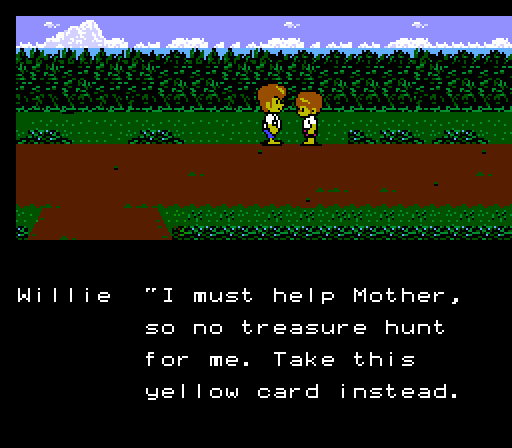 Willie "I must help Mother,
so no treasure hunt
for me. Take this
yellow card instead.